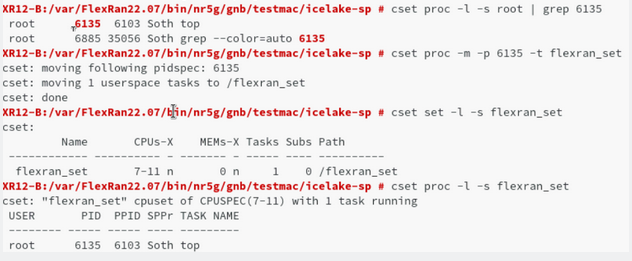 XR12-B:/var/FlexRan22.07/bin/nr5g/gnb/testmac/icelake-sp # cset proc -l -s root | grep 6135
root 6135 6103 Soth top
root 6885 35056 Soth grep --color=auto 6135
XR12-B:/var/FlexRan22.07/bin/nr5g/gnb/testmac/icelake-sp # cset proc -m -p 6135 -t flexran_set
cset: moving following pidspec: 6135
cset: moving 1 userspace tasks to /flexran_set
cset: done
XR12-B:/var/FlexRan22.07/bin/nr5g/gnb/testmac/icelake-sp # cset set -l -s flexran_set
cset:
Name CPUs-X MEMs-X Tasks Subs Path
------------ ---------- - ------- - ----- ---- ----------
flexran_set 7-11 n 0 n 1 0 /flexran_set
XR12-B:/var/FlexRan22.07/bin/nr5g/gnb/testmac/icelake-sp # cset proc -l -s flexran_set
cset: "flexran_set" cpuset of CPUSPEC(7-11) with 1 task running
USER PID PPID SPPr TASK NAME
-------- ----- ----- ---- ---------
root 6135 6103 Soth top